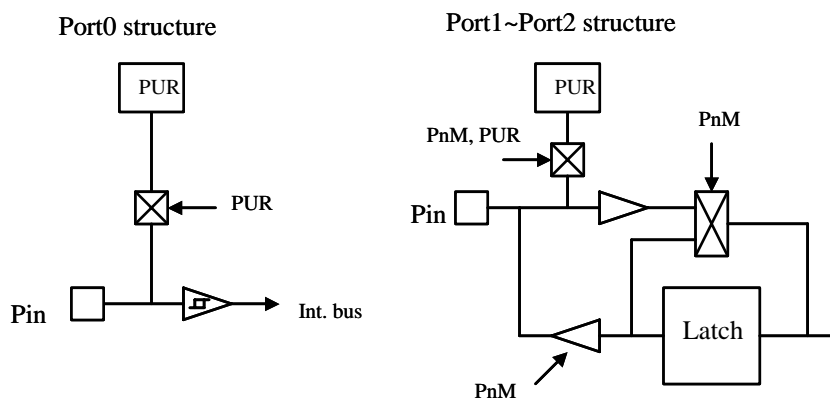 Port0 structure
PUR
PUR
Pin
Int. bus
Port1~Port2 structure
PUR
PnM, PUR
PnM
Pin
Latch
PnM